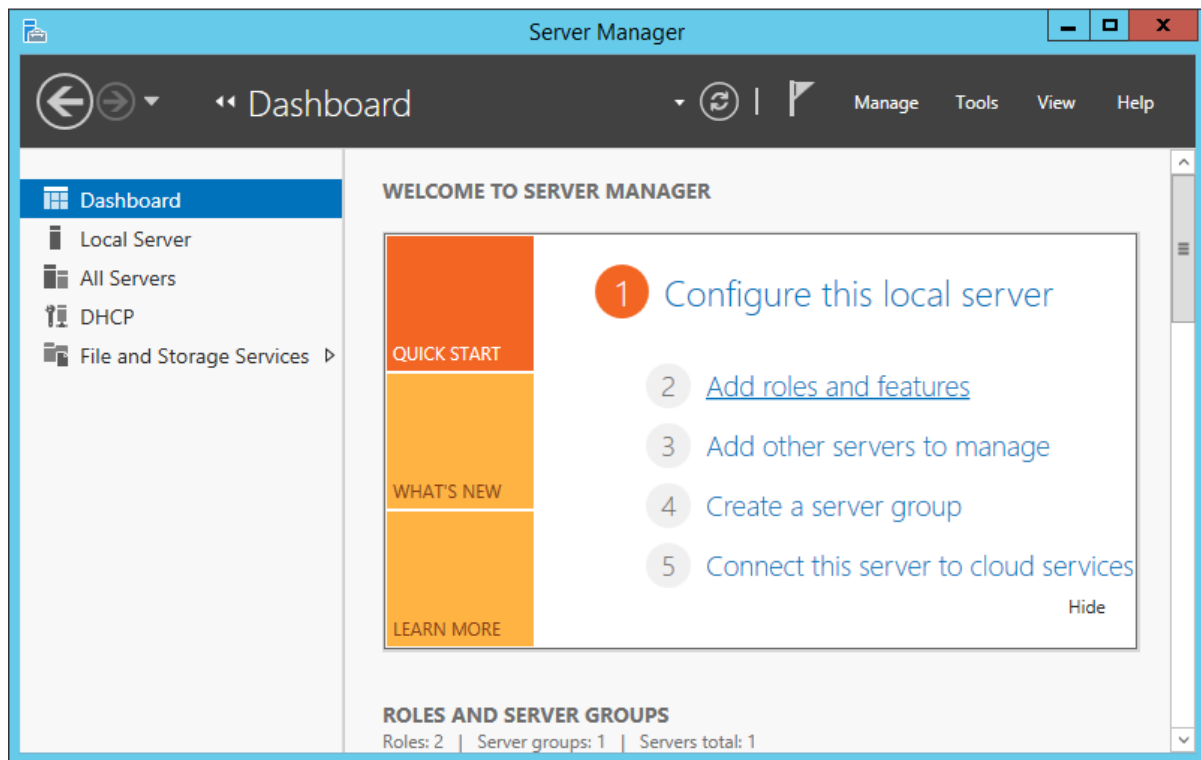 Server Manager
Dashboard
Manage Tools View Help
Dashboard
Local Server
All Servers
DHCP
File and Storage Services
WELCOME TO SERVER MANAGER
QUICK START
WHAT'S NEW
LEARN MORE
1 Configure this local server
2 Add roles and features
3 Add other servers to manage
4 Create a server group
5 Connect this server to cloud services
Hide
ROLES AND SERVER GROUPS
Roles: 2 | Server groups: 1 | Servers total: 1